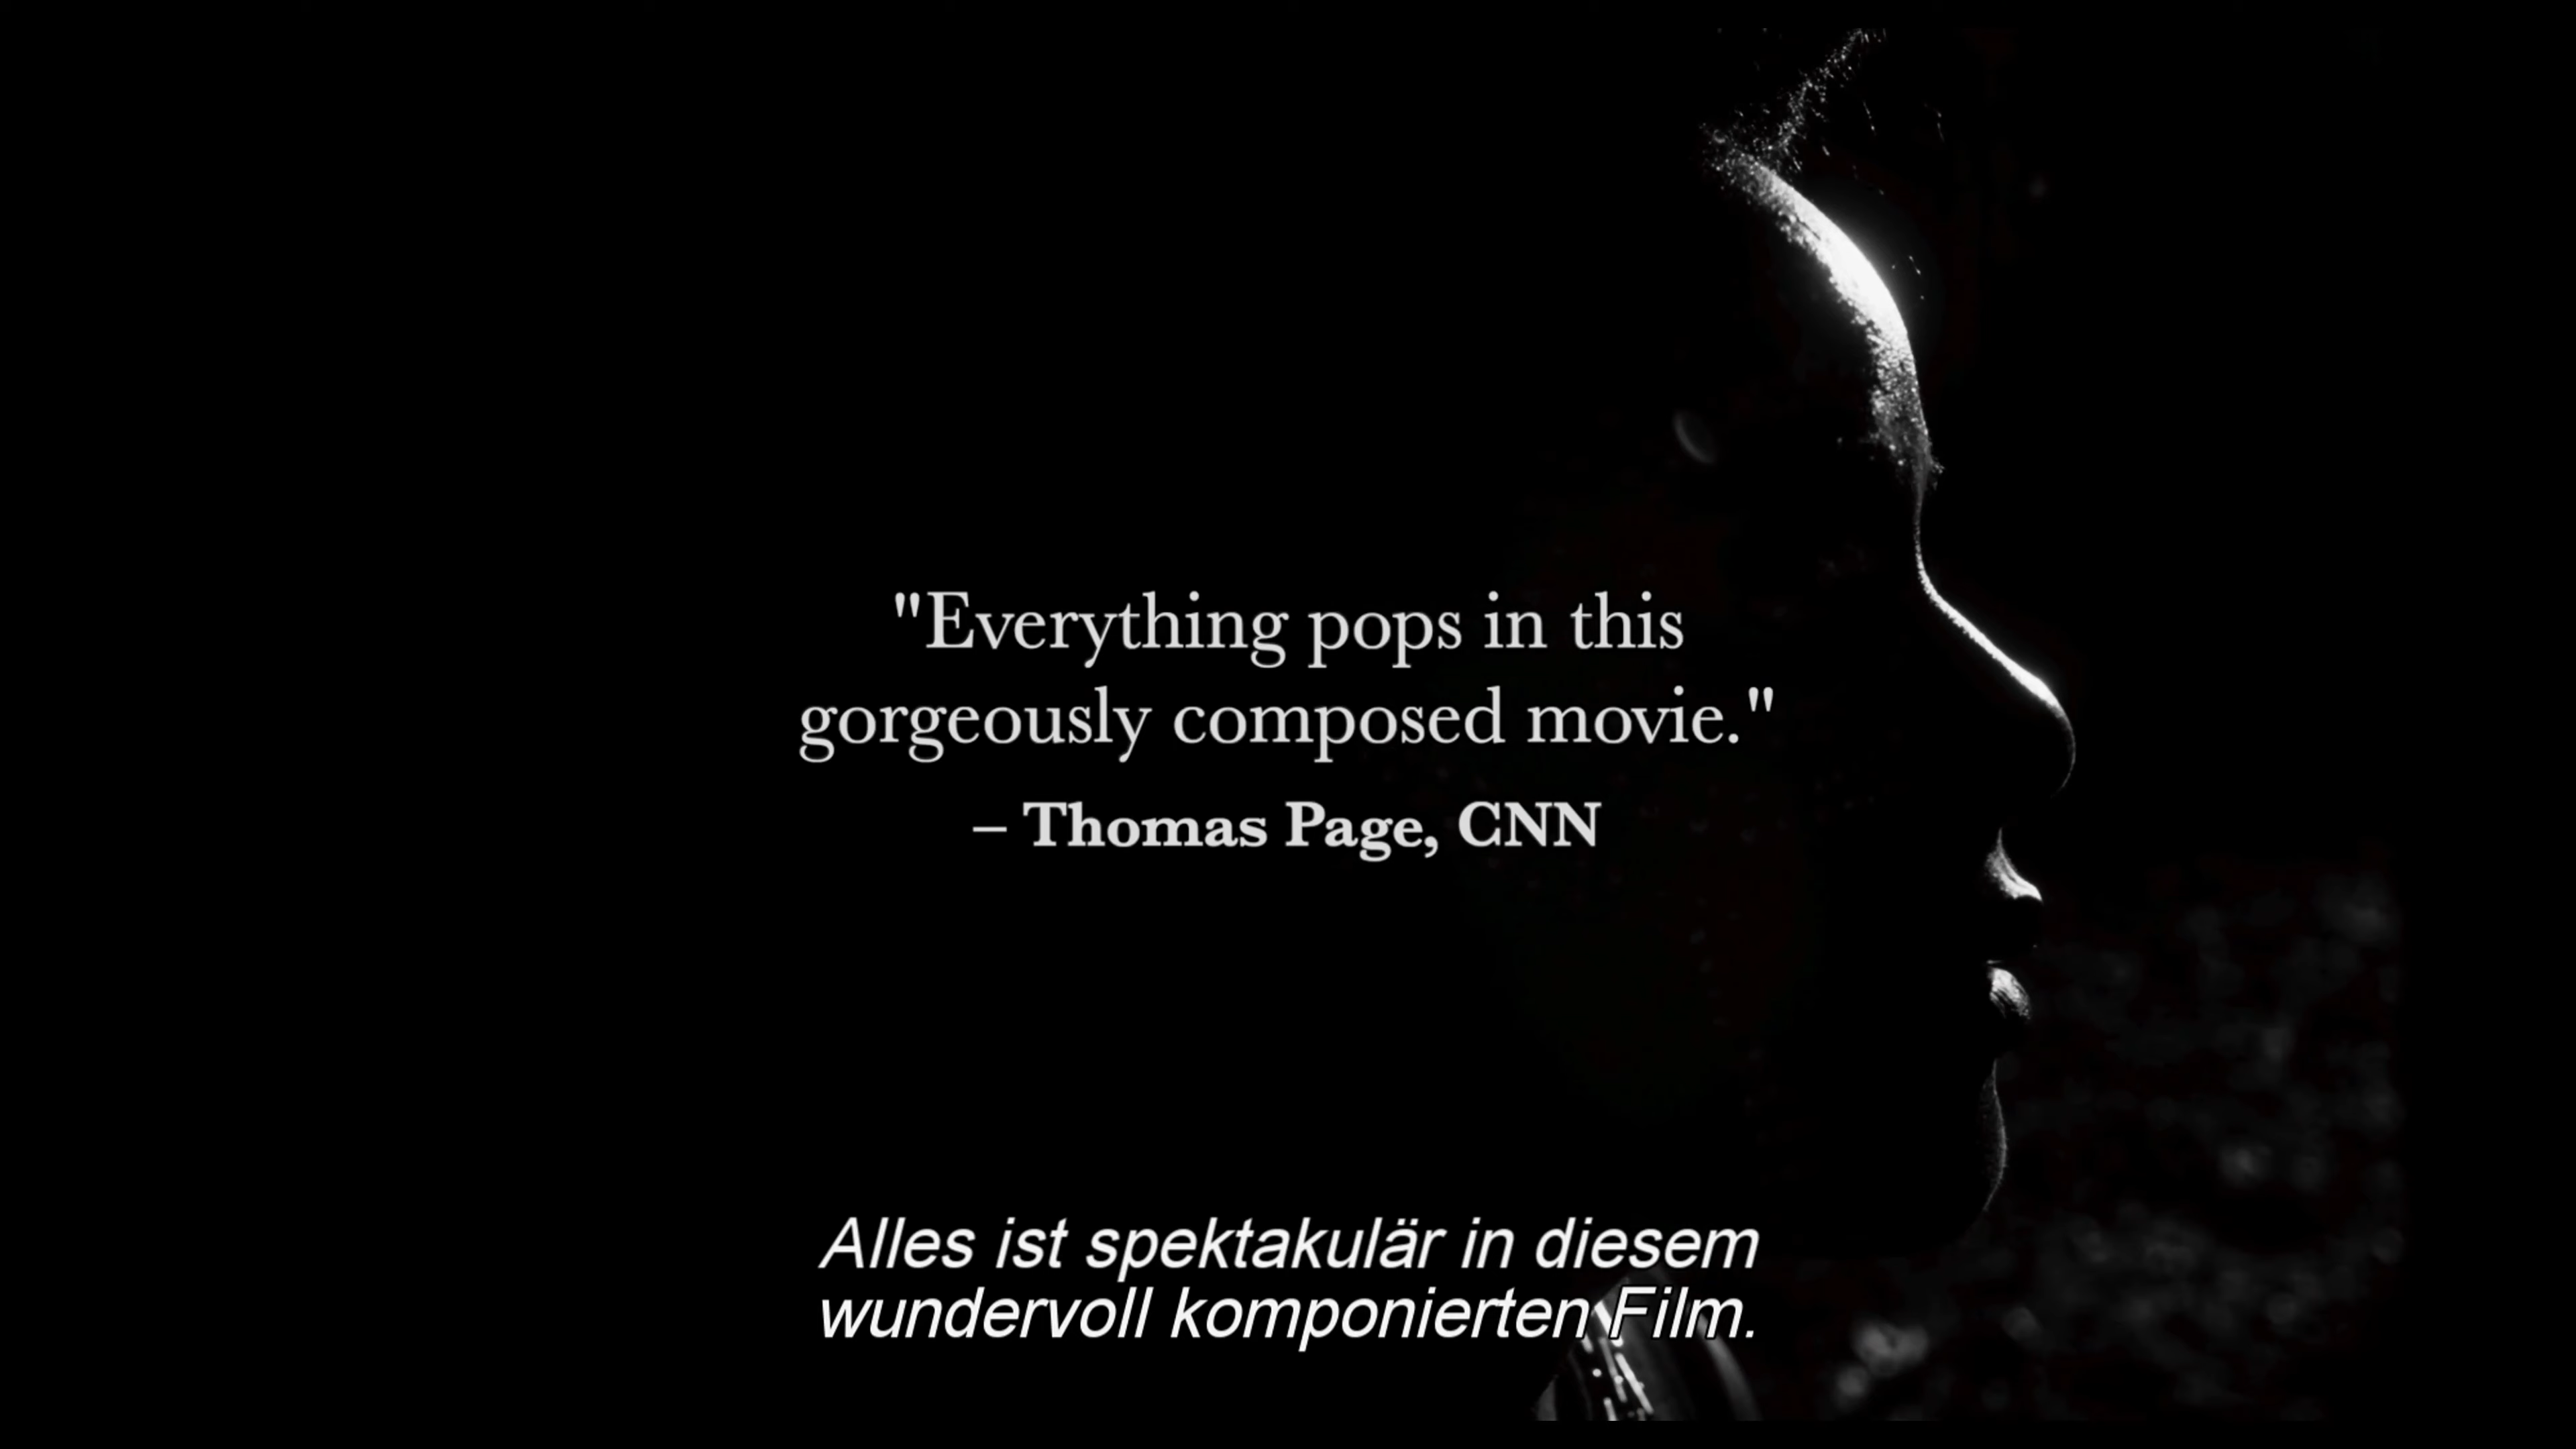 "Everything pops in this
gorgeously composed movie."
– Thomas Page, CNN
Alles ist spektakulär in diesem
wundervoll komponierten Film.